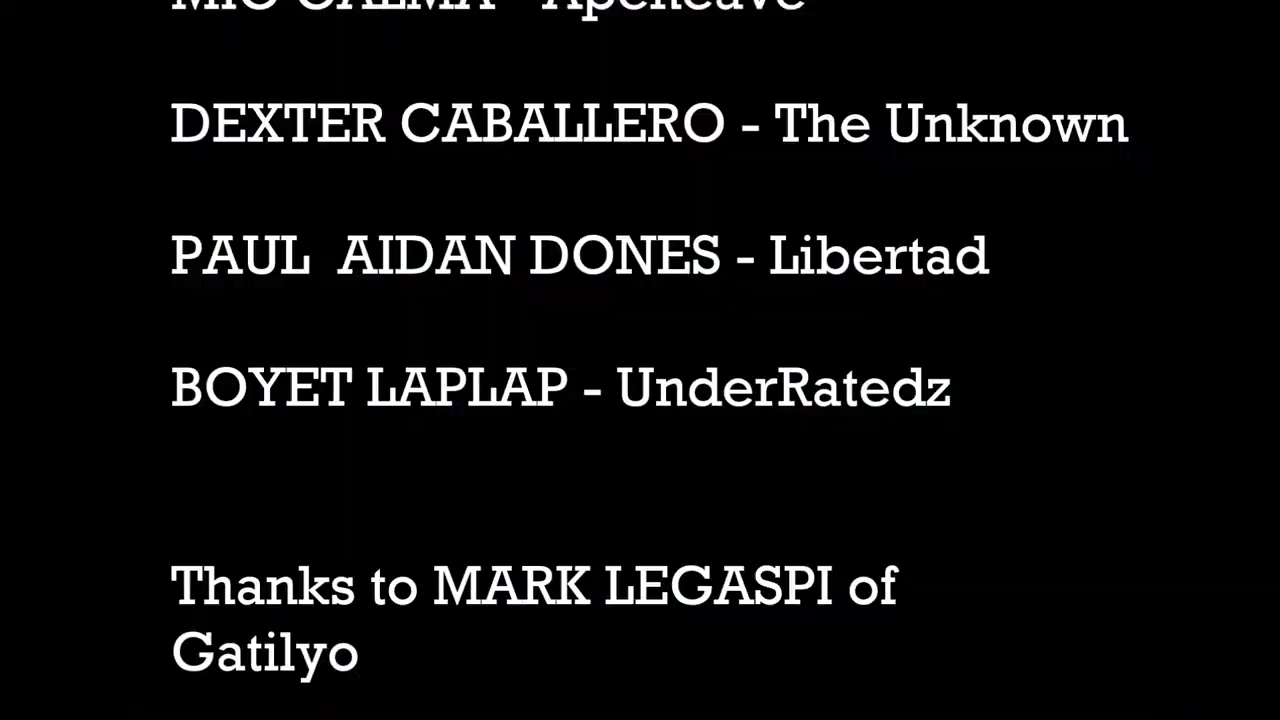 DEXTER CABALLERO - The Unknown
PAUL  AIDAN DONES - Libertad
BOYET LAPLAP - UnderRatedz
Thanks to MARK LEGASPI of
Gatilyo